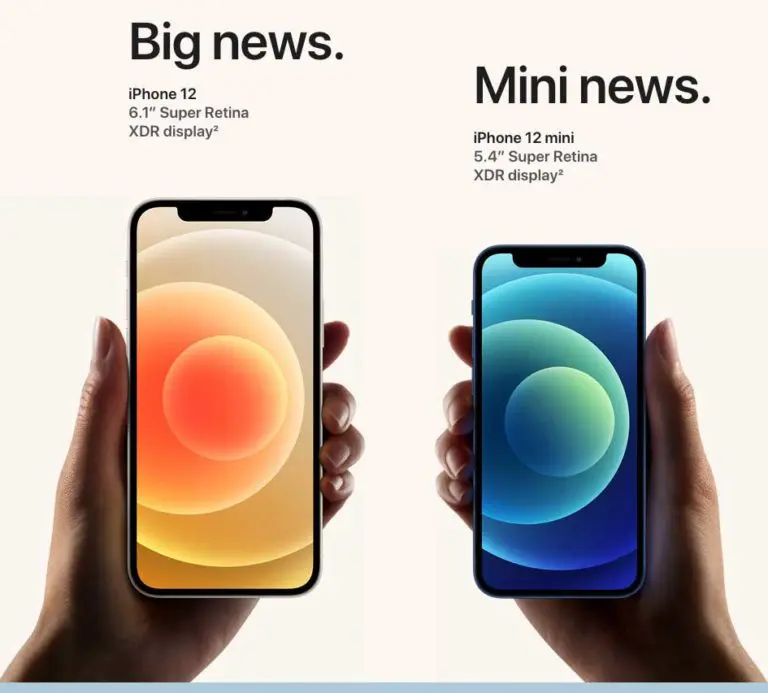 Big news.
iPhone 12
6.1″ Super Retina
XDR display²
Mini news.
iPhone 12 mini
5.4″ Super Retina
XDR display²